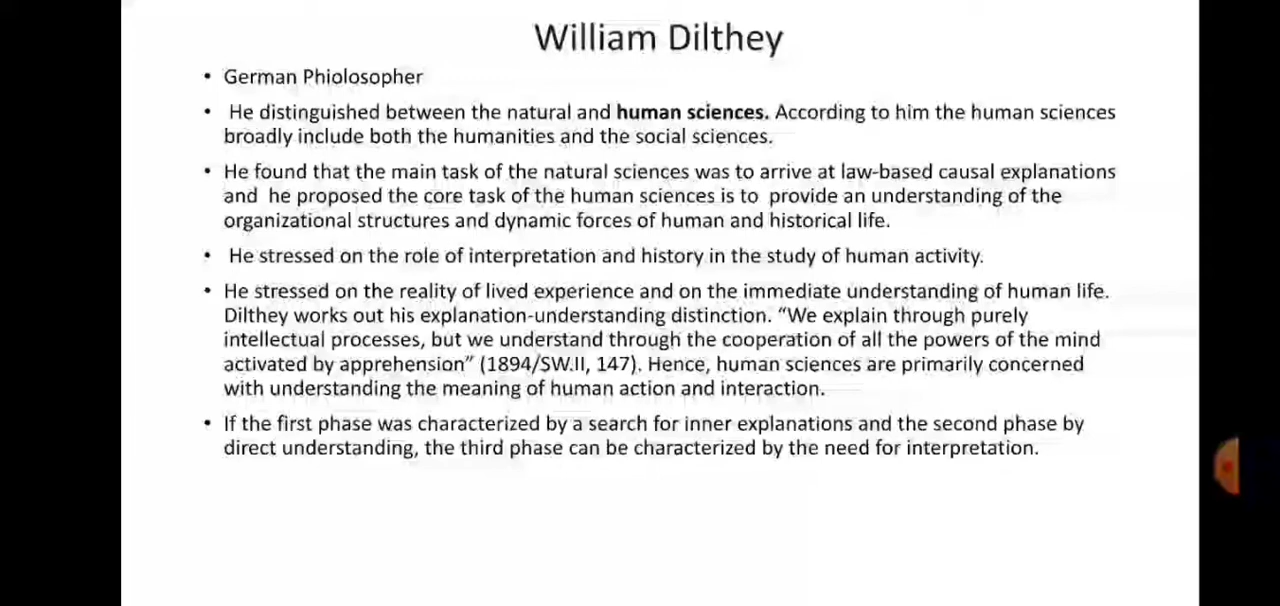 William Dilthey
• German Phiolosopher
• He distinguished between the natural and human sciences. According to him the human sciences
broadly include both the humanities and the social sciences.
• He found that the main task of the natural sciences was to arrive at law-based causal explanations
and he proposed the core task of the human sciences is to provide an understanding of the
organizational structures and dynamic forces of human and historical life.
• He stressed on the role of interpretation and history in the study of human activity.
• He stressed on the reality of lived experience and on the immediate understanding of human life.
Dilthey works out his explanation-understanding distinction. “We explain through purely
intellectual processes, but we understand through the cooperation of all the powers of the mind
activated by apprehension” (1894/SW.II, 147). Hence, human sciences are primarily concerned
with understanding the meaning of human action and interaction.
• If the first phase was characterized by a search for inner explanations and the second phase by
direct understanding, the third phase can be characterized by the need for interpretation.